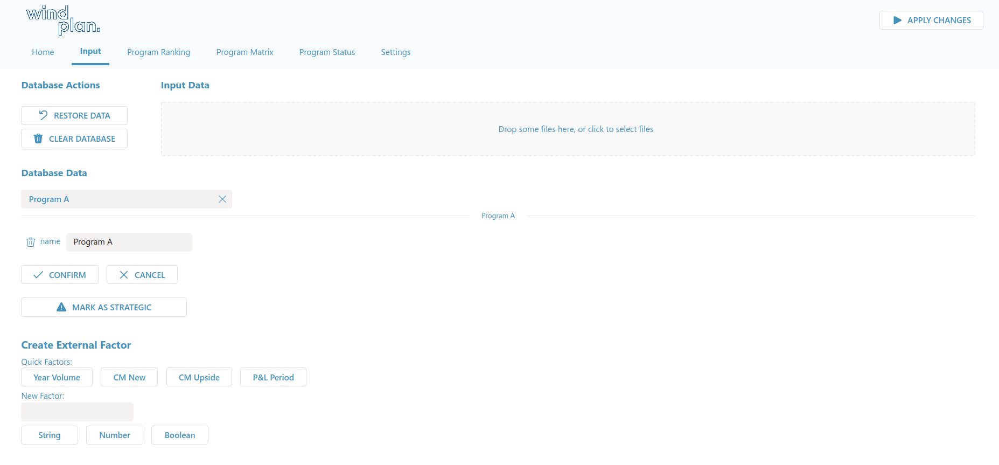 wind
plan.
APPLY CHANGES
Home Input Program Ranking Program Matrix Program Status Settings
Database Actions
Input Data
RESTORE DATA
CLEAR DATABASE
Drop some files here, or click to select files
Database Data
Program A
Program A
name Program A
CONFIRM CANCEL
MARK AS STRATEGIC
Create External Factor
Quick Factors:
Year Volume CM New CM Upside P&L Period
New Factor:
String Number Boolean